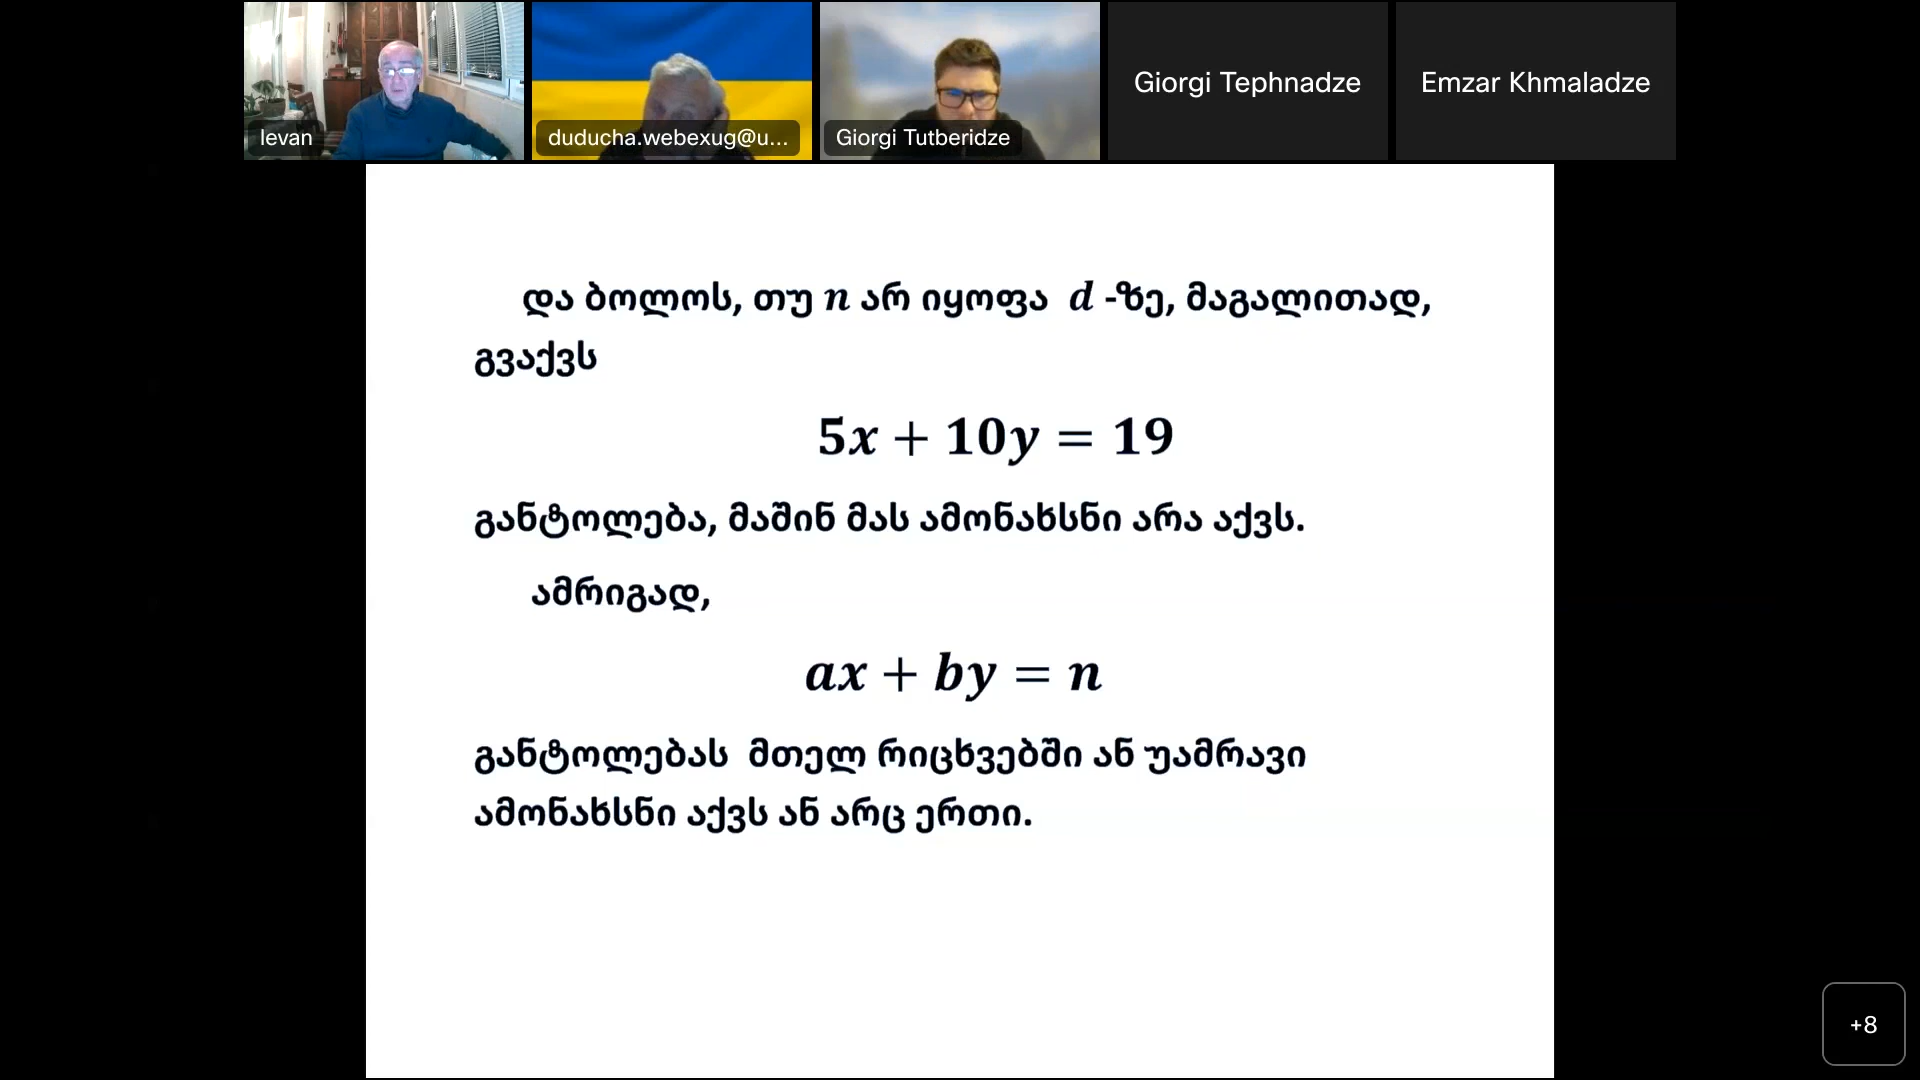 levan
duducha.webexug@u...
Giorgi Tutberidze
Giorgi Tephnadze
Emzar Khmaladze
და ბოლოს, თუ n არ იყოფა d -ზე, მაგალითად,
გვაქვს
5x + 10y = 19
განტოლება, მაშინ მას ამონახსნი არა აქვს.
ამრიგად,
ax + by = n
განტოლებას მთელ რიცხვებში ან უამრავი
ამონახსნი აქვს ან არც ერთი.
+8